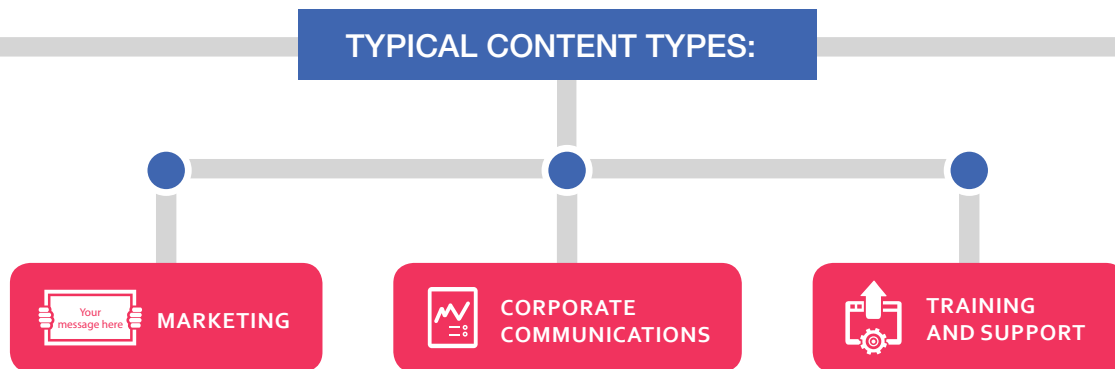 TYPICAL CONTENT TYPES:
Your
message here
MARKETING
CORPORATE
COMMUNICATIONS
TRAINING
AND SUPPORT